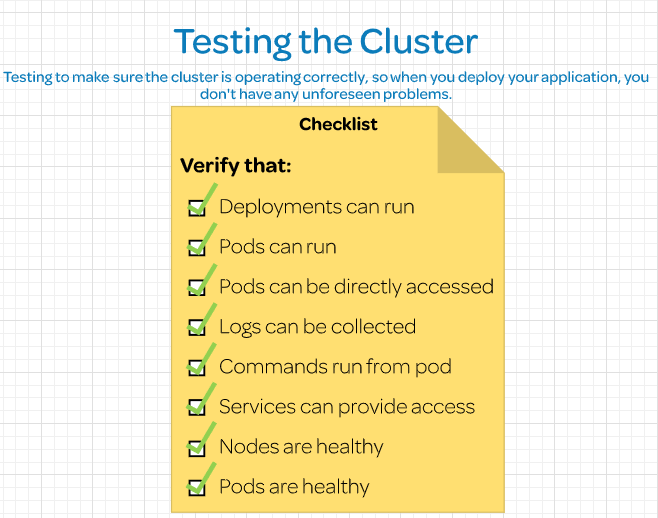 Testing the Cluster
Testing to make sure the cluster is operating correctly, so when you deploy your application, you
don't have any unforeseen problems.
Checklist
Verify that:
Deployments can run
Pods can run
Pods can be directly accessed
Logs can be collected
Commands run from pod
Services can provide access
Nodes are healthy
Pods are healthy